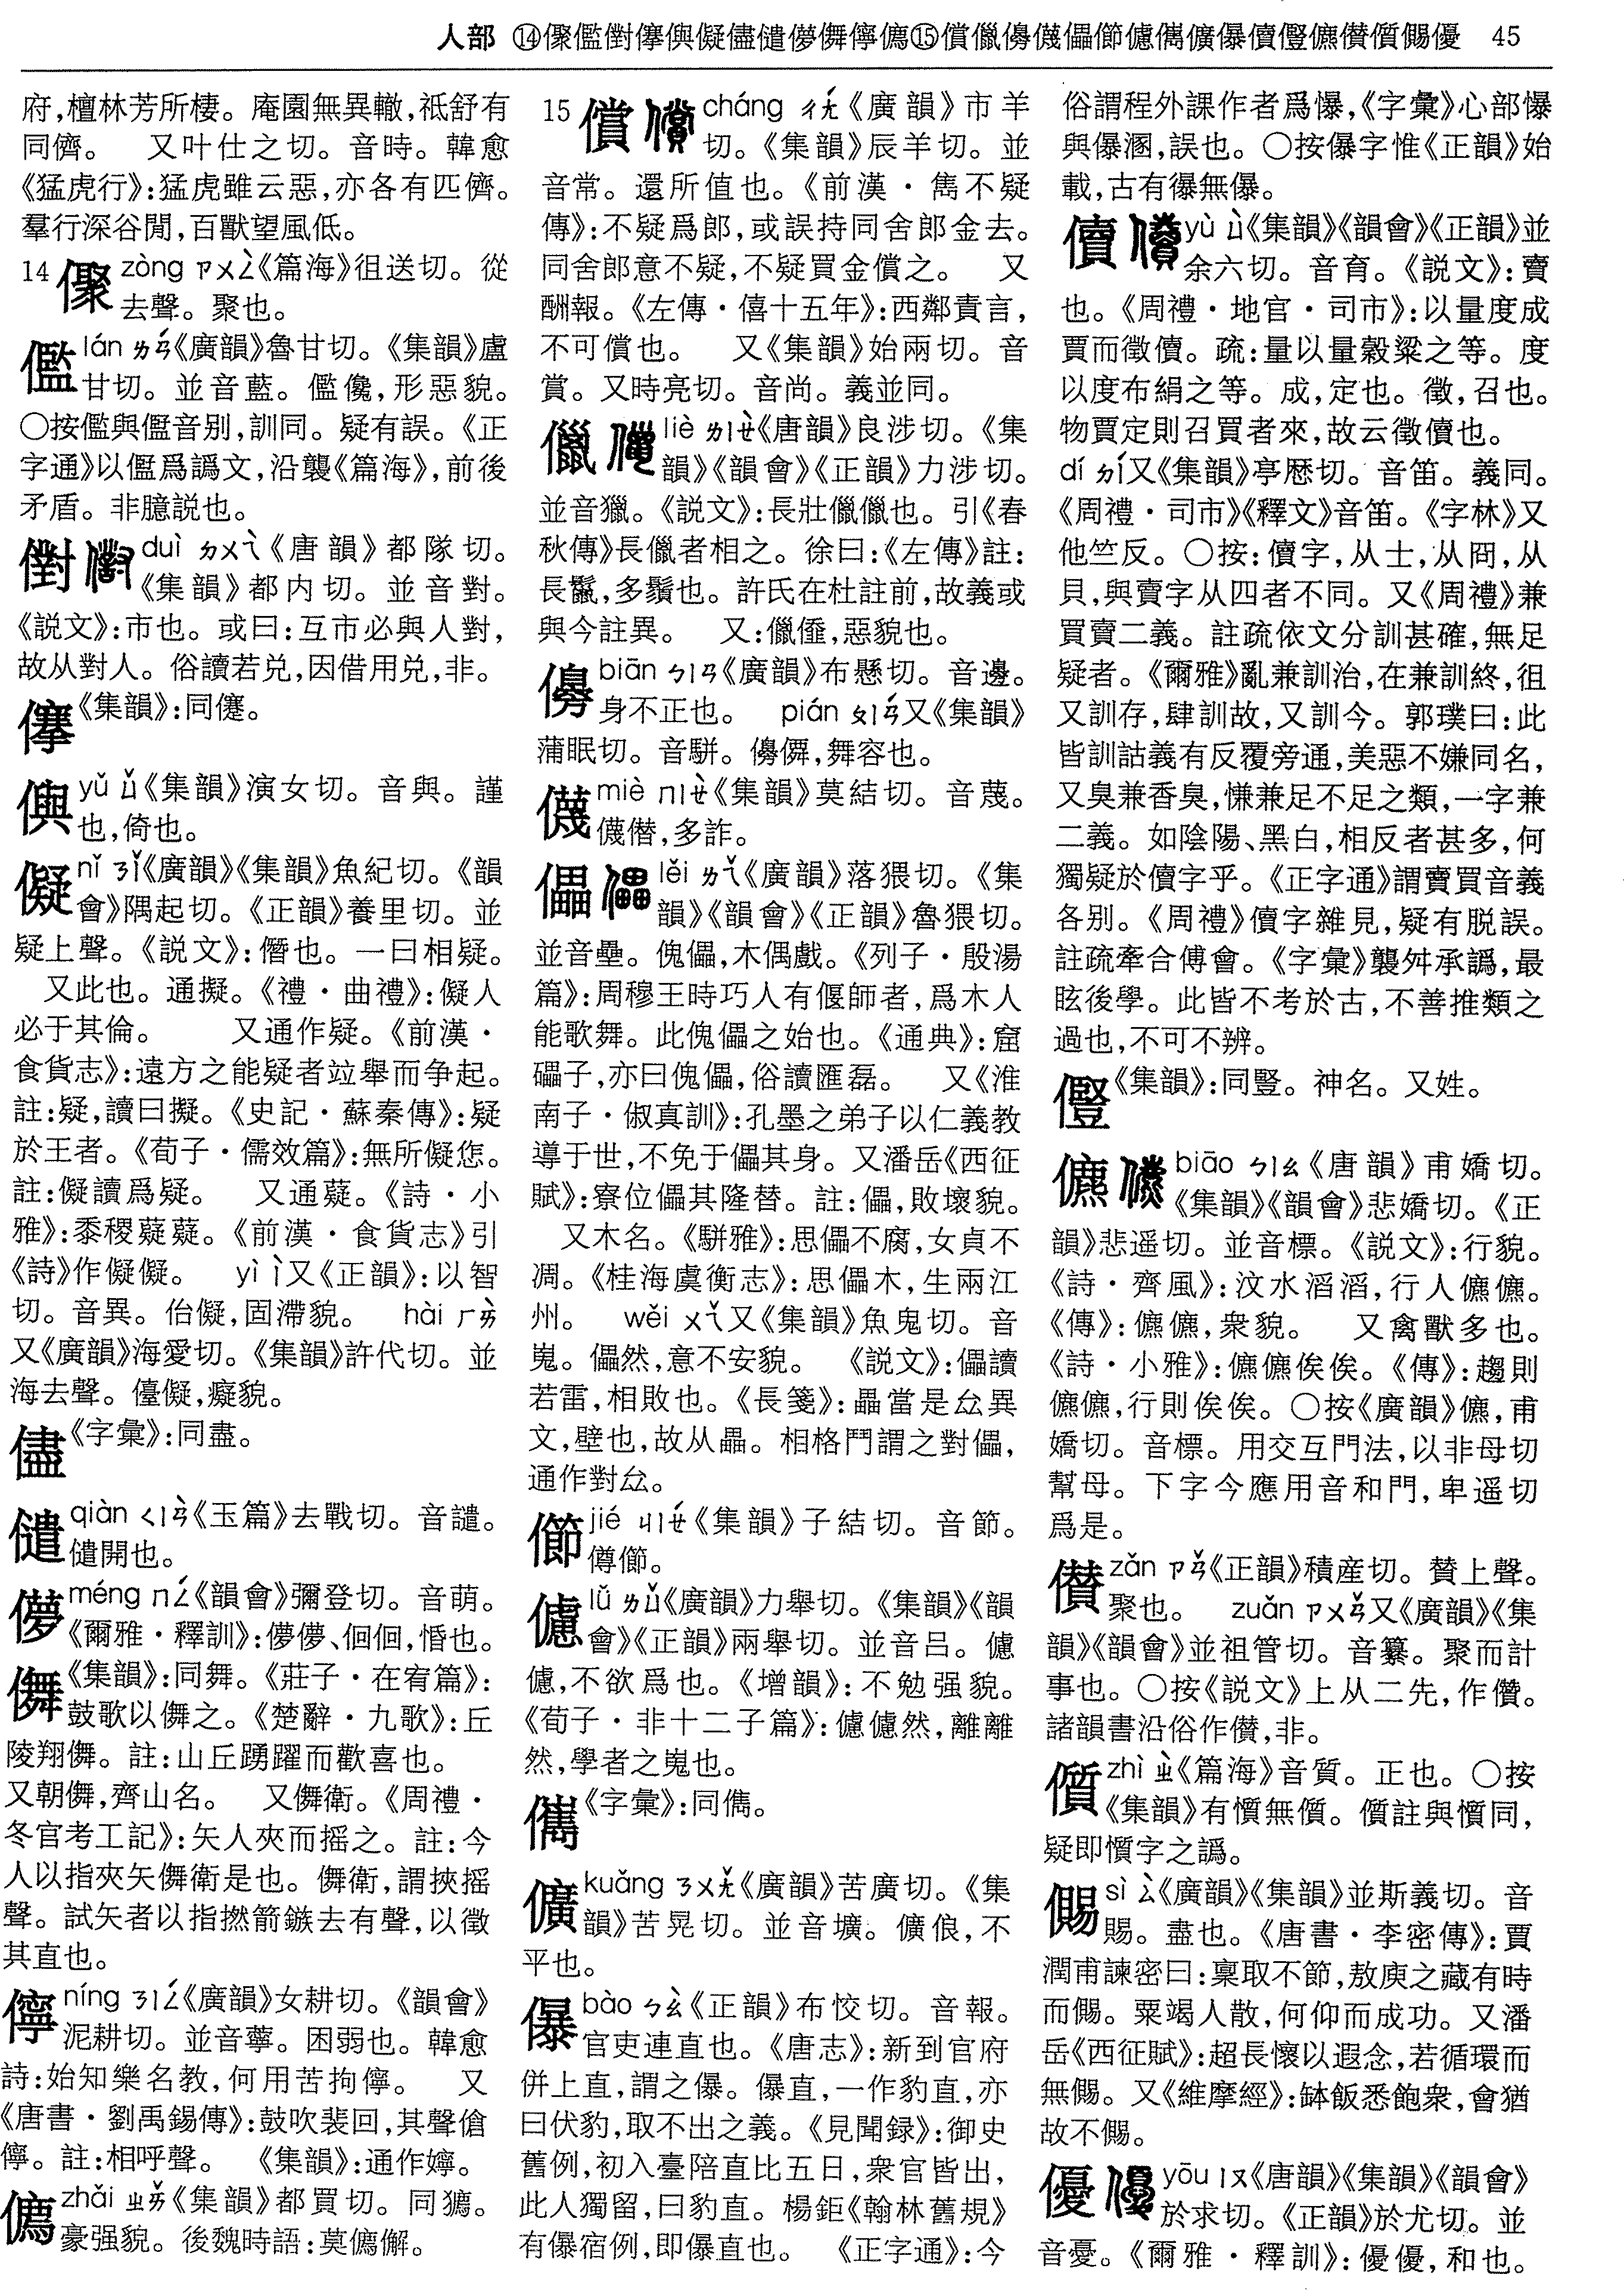 人部 ⑭儏儖儓㒇㒜儗儘儙儚儛儜㒀⑮償儠㒓㒝儡㒖儢儁儣儤儧㒚儦儧儨儩優 45
府,檀林芳所棲。庵園無異轍,祇舒有
同儕。 又叶仕之切。音時。韓愈
《猛虎行》:猛虎雖云惡,亦各有匹儕。
羣行深谷閒,百獸望風低。
14 zòng ㄗㄨㄥˋ《篇海》徂送切。從
去聲。聚也。
儖 lán ㄌㄢˊ《廣韻》魯甘切。《集韻》盧
甘切。並音藍。儖儳,形惡貌。
○按儖與㒈音别,訓同。疑有誤。《正
字通》以㒈爲譌文,沿襲《篇海》,前後
矛盾。非臆説也。
duì ㄉㄨㄟˋ《唐韻》都隊切。
《集韻》都内切。並音對。
《説文》:市也。或曰:互市必與人對,
故从對人。俗讀若兑,因借用兑,非。
《集韻》:同僿。
yǔ ㄩˇ《集韻》演女切。音與。謹
也,倚也。
儗 nǐ ㄋㄧˇ《廣韻》《集韻》魚紀切。《韻
會》隅起切。《正韻》養里切。並
疑上聲。《説文》:僭也。一曰相疑。
又此也。通擬。《禮·曲禮》:儗人
必于其倫。 又通作疑。《前漢·
食貨志》:遠方之能疑者竝舉而争起。
註:疑,讀曰擬。《史記·蘇秦傳》:疑
於王者。《荀子·儒效篇》:無所儗㤰。
註:儗讀爲疑。 又通薿。《詩·小
雅》:黍稷薿薿。《前漢·食貨志》引
《詩》作儗儗。 yì ㄧˋ又《正韻》:以智
切。音異。佁儗,固滯貌。 hài ㄏㄞˋ
又《廣韻》海愛切。《集韻》許代切。並
海去聲。儓儗,癡貌。
儘《字彙》:同盡。
儙 qiàn ㄑㄧㄢˋ《玉篇》去戰切。音譴。
儙開也。
儚 méng ㄇㄥˊ《韻會》彌登切。音萌。
《爾雅·釋訓》:儚儚、佪佪,惛也。
儛《集韻》:同舞。《莊子·在宥篇》:
鼓歌以儛之。《楚辭·九歌》:丘
陵翔儛。註:山丘踴躍而歡喜也。
又朝儛,齊山名。 又儛衛。《周禮·
冬官考工記》:矢人夾而摇之。註:今
人以指夾矢儛衛是也。儛衛,謂挾摇
聲。試矢者以指撚箭鏃去有聲,以徵
其直也。
儜 níng ㄋㄧㄥˊ《廣韻》女耕切。《韻會》
泥耕切。並音薴。困弱也。韓愈
詩:始知樂名教,何用苦拘儜。 又
《唐書·劉禹錫傳》:鼓吹裴回,其聲傖
儜。註:相呼聲。 《集韻》:通作嬣。
zhǎi ㄓㄞˇ《集韻》都買切。同獬。
豪强貌。後魏時語:莫㒀懈。
15 償 cháng ㄔㄤˊ《廣韻》市羊
切。《集韻》辰羊切。並
音常。還所值也。《前漢·雋不疑
傳》:不疑爲郎,或誤持同舍郎金去。
同舍郎意不疑,不疑買金償之。 又
酬報。《左傳·僖十五年》:西鄰責言,
不可償也。 又《集韻》始兩切。音
賞。又時亮切。音尚。義並同。
儠 liè ㄌㄧㄝˋ《唐韻》良涉切。《集
韻》《韻會》《正韻》力涉切。
並音獵。《説文》:長壯儠儠也。引《春
秋傳》長儠者相之。徐曰:《左傳》註:
長鬣,多鬚也。許氏在杜註前,故義或
與今註異。 又:儠偛,惡貌也。
biān ㄅㄧㄢ《廣韻》布懸切。音邊。
身不正也。 pián ㄆㄧㄢˊ又《集韻》
蒲眠切。音駢。㒓僲,舞容也。
miè ㄇㄧㄝˋ《集韻》莫結切。音蔑。
㒝僣,多詐。
儡 lěi ㄌㄟˇ《廣韻》落猥切。《集
韻》《韻會》《正韻》魯猥切。
並音壘。傀儡,木偶戲。《列子·殷湯
篇》:周穆王時巧人有偃師者,爲木人
能歌舞。此傀儡之始也。《通典》:窟
礧子,亦曰傀儡,俗讀匯磊。 又《淮
南子·俶真訓》:孔墨之弟子以仁義教
導于世,不免于儡其身。又潘岳《西征
賦》:寮位儡其隆替。註:儡,敗壞貌。
又木名。《駢雅》:思儡不腐,女貞不
凋。《桂海虞衡志》:思儡木,生兩江
州。 wěi ㄨㄟˇ又《集韻》魚鬼切。音
嵬。儡然,意不安貌。 《説文》:儡讀
若雷,相敗也。《長箋》:畾當是厽異
文,壁也,故从畾。相格鬥謂之對儡,
通作對厽。
jié ㄐㄧㄝˊ《集韻》子結切。音節。
僔㒖。
儢 lǚ ㄌㄩˇ《廣韻》力舉切。《集韻》《韻
會》《正韻》兩舉切。並音吕。儢
儢,不欲爲也。《增韻》:不勉强貌。
《荀子·非十二子篇》:儢儢然,離離
然,學者之嵬也。
《字彙》:同儁。
儣 kuǎng ㄎㄨㄤˇ《廣韻》苦廣切。《集
韻》苦晃切。並音壙。儣俍,不
平也。
儤 bào ㄅㄠˋ《正韻》布恔切。音報。
官吏連直也。《唐志》:新到官府
併上直,謂之儤。儤直,一作豹直,亦
曰伏豹,取不出之義。《見聞録》:御史
舊例,初入臺陪直比五日,衆官皆出,
此人獨留,曰豹直。楊鉅《翰林舊規》
有儤宿例,即儤直也。 《正字通》:今
俗謂程外課作者爲懪,《字彙》心部懪
與儤溷,誤也。○按儤字惟《正韻》始
載,古有㩧無儤。
儥 yù ㄩˋ《集韻》《韻會》《正韻》並
余六切。音育。《説文》:賣
也。《周禮·地官·司市》:以量度成
賈而徵儥。疏:量以量穀粱之等。度
以度布絹之等。成,定也。徵,召也。
物賈定則召買者來,故云徵儥也。
dí ㄉㄧˊ又《集韻》亭歷切。音笛。義同。
《周禮·司市》《釋文》音笛。《字林》又
他竺反。○按:儥字,从士,从冏,从
貝,與賣字从四者不同。又《周禮》兼
買賣二義。註疏依文分訓甚確,無足
疑者。《爾雅》亂兼訓治,在兼訓終,徂
又訓存,肆訓故,又訓今。郭璞曰:此
皆訓詁義有反覆旁通,美惡不嫌同名,
又臭兼香臭,慊兼足不足之類,一字兼
二義。如陰陽、黑白,相反者甚多,何
獨疑於儥字乎。《正字通》謂賣買音義
各别。《周禮》儥字雜見,疑有脱誤。
註疏牽合傅會。《字彙》襲舛承譌,最
眩後學。此皆不考於古,不善推類之
過也,不可不辨。
《集韻》:同豎。神名。又姓。
儦 biāo ㄅㄧㄠ《唐韻》甫嬌切。
《集韻》《韻會》悲嬌切。《正
韻》悲遥切。並音標。《説文》:行貌。
《詩·齊風》:汶水滔滔,行人儦儦。
《傳》:儦儦,衆貌。 又禽獸多也。
《詩·小雅》:儦儦俟俟。《傳》:趨則
儦儦,行則俟俟。○按《廣韻》儦,甫
嬌切。音標。用交互門法,以非母切
幫母。下字今應用音和門,卑遥切
爲是。
儧 zǎn ㄗㄢˇ《正韻》積産切。贊上聲。
聚也。 zuǎn ㄗㄨㄢˇ又《廣韻》《集
韻》《韻會》並祖管切。音纂。聚而計
事也。○按《説文》上从二先,作儹。
諸韻書沿俗作儧,非。
儨 zhì ㄓˋ《篇海》音質。正也。○按
《集韻》有懫無儨。儨註與懫同,
疑即懫字之譌。
儩 sì ㄙˋ《廣韻》《集韻》並斯義切。音
賜。盡也。《唐書·李密傳》:賈
潤甫諫密曰:稟取不節,敖庾之藏有時
而儩。粟竭人散,何仰而成功。又潘
岳《西征賦》:超長懷以遐念,若循環而
無儩。又《維摩經》:缽飯悉飽衆,會猶
故不儩。
優 yōu ㄧㄡ《唐韻》《集韻》《韻會》
於求切。《正韻》於尤切。並
音憂。《爾雅·釋訓》:優優,和也。